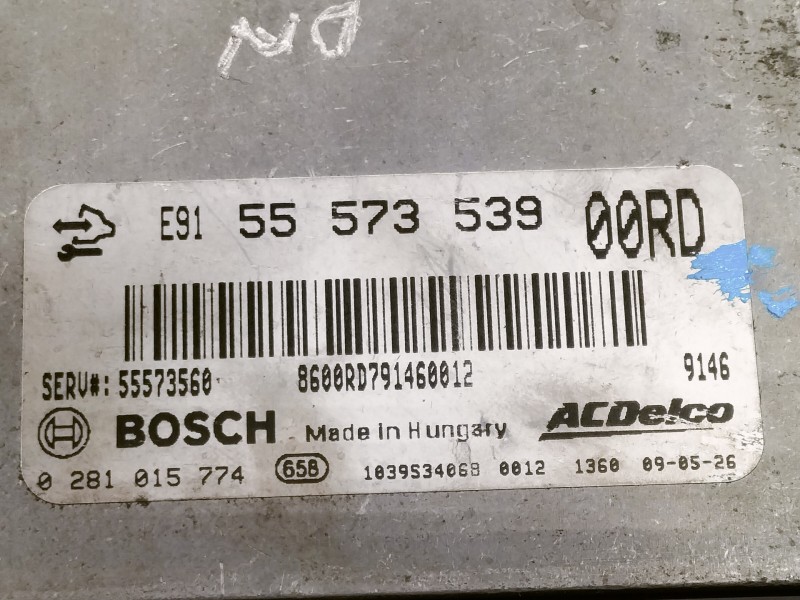 E91 55 573 539 00RD
SERV#: 55573560 8600RD791460012 9146
BOSCH Made in Hungary ACDelco
0 281 015 774 658 1039S34068 0012 1360 09-05-26